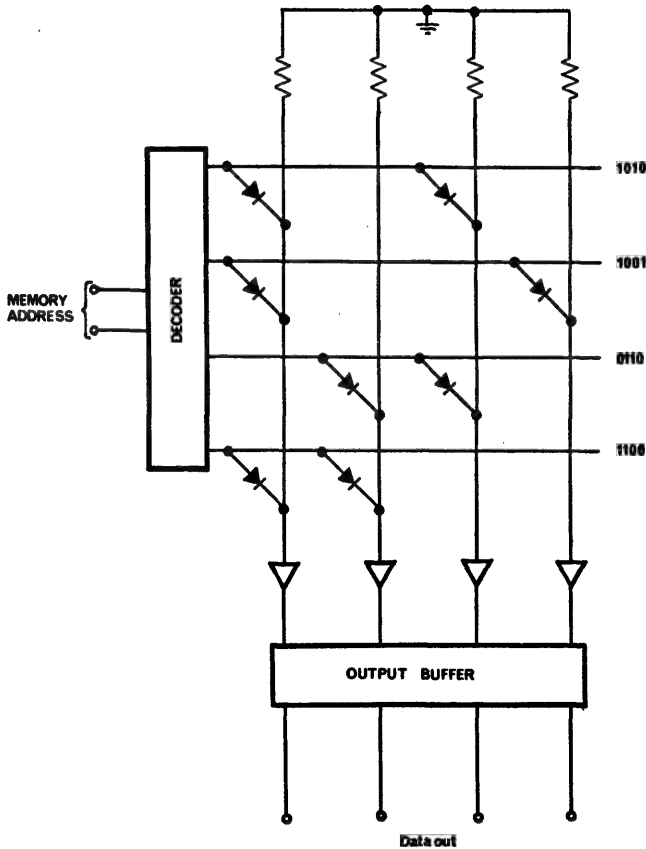 1010
1001
MEMORY
ADDRESS
DECODER
0110
1100
OUTPUT BUFFER
Data out